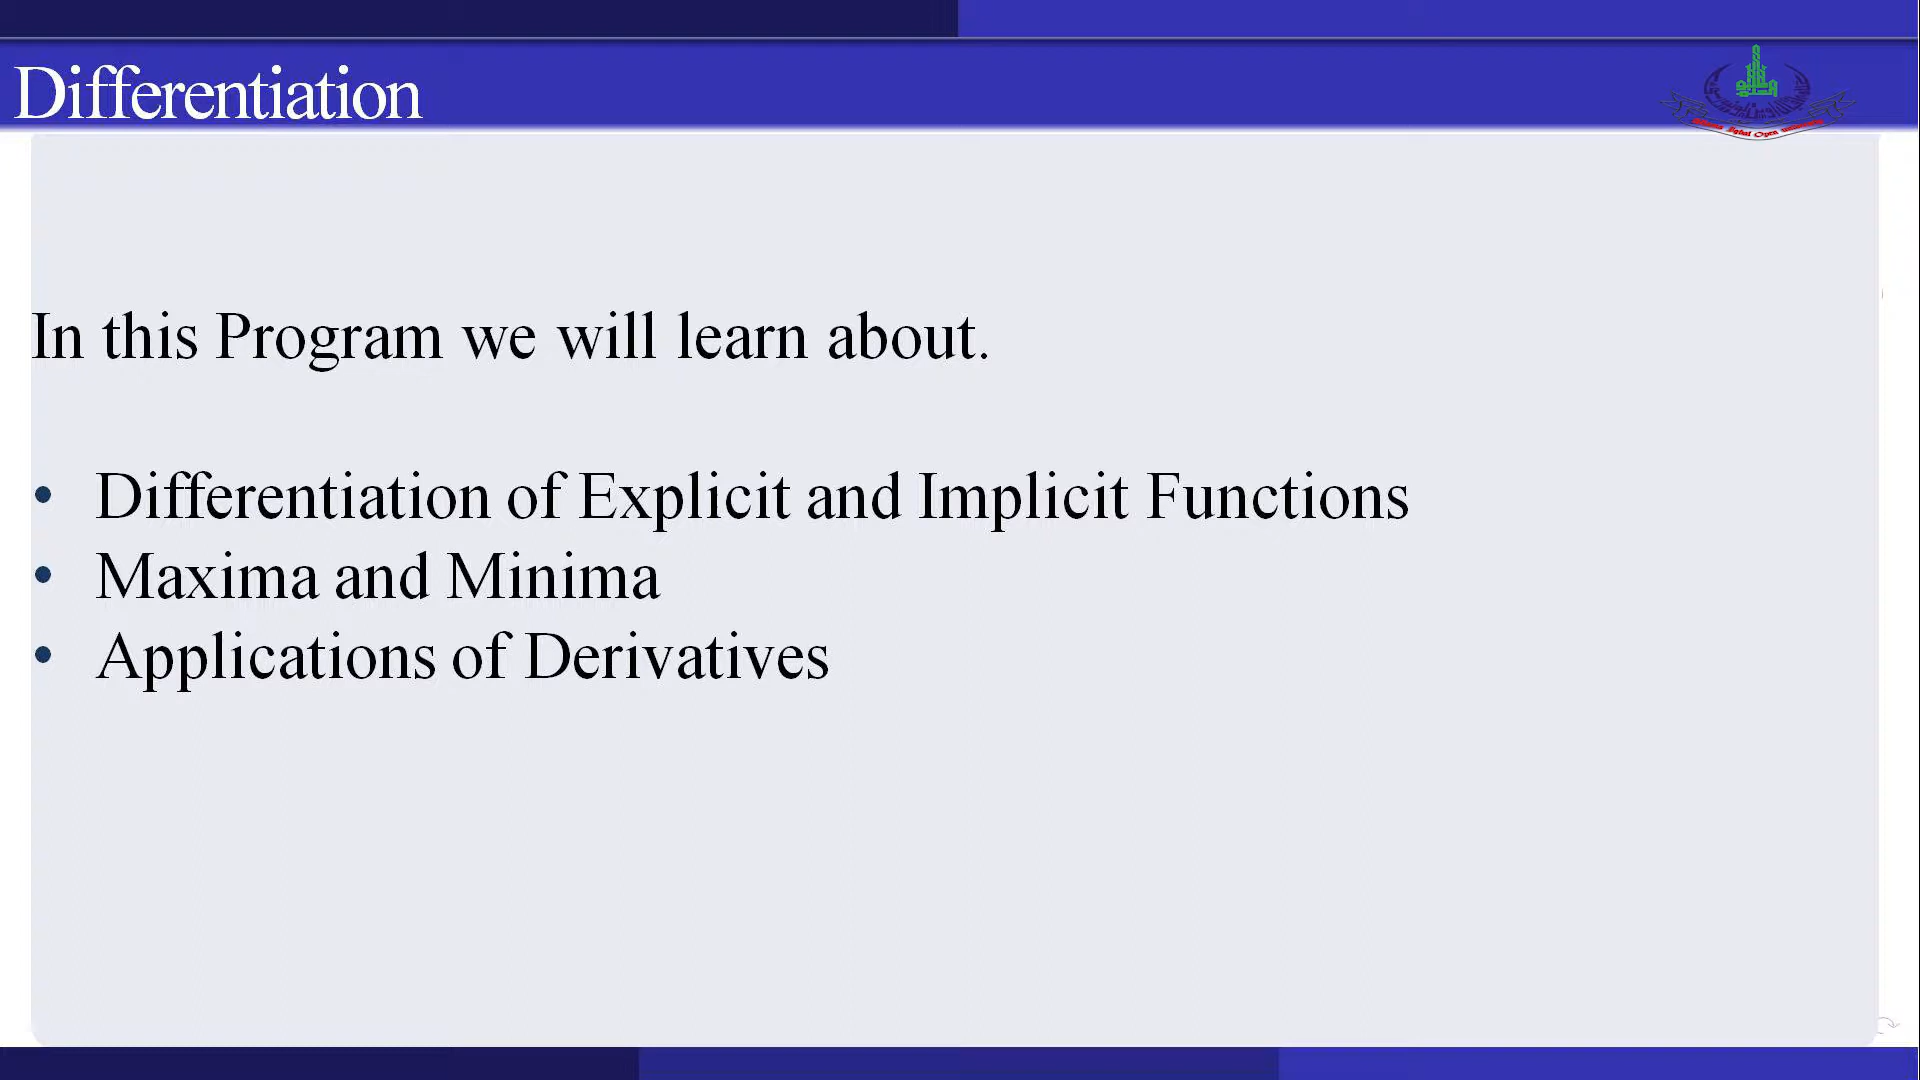 Differentiation
In this Program we will learn about.
• Differentiation of Explicit and Implicit Functions
• Maxima and Minima
• Applications of Derivatives